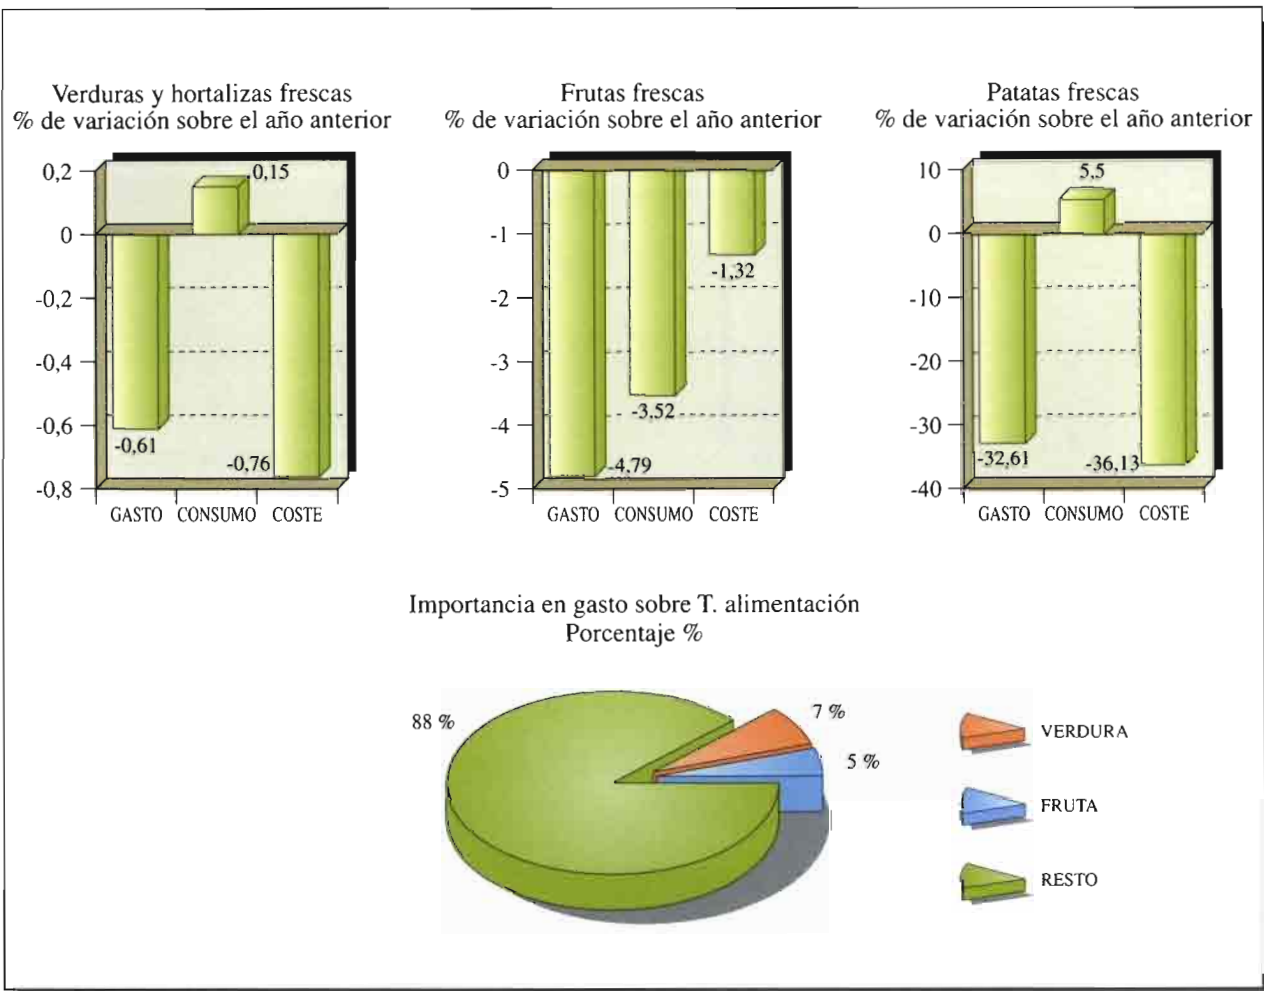 Verduras y hortalizas frescas
% de variación sobre el año anterior
0,2
0
-0,2
-0,4
-0,6
-0,8
0,15
-0,61
-0,76
GASTO CONSUMO COSTE
Frutas frescas
% de variación sobre el año anterior
0
-1
-2
-3
-4
-5
-1,32
-3,52
-4,79
GASTO CONSUMO COSTE
Patatas frescas
% de variación sobre el año anterior
10
0
-10
-20
-30
-40
5,5
-32,61
-36,13
GASTO CONSUMO COSTE
Importancia en gasto sobre T. alimentación
Porcentaje %
88 %
7 %
5 %
VERDURA
FRUTA
RESTO